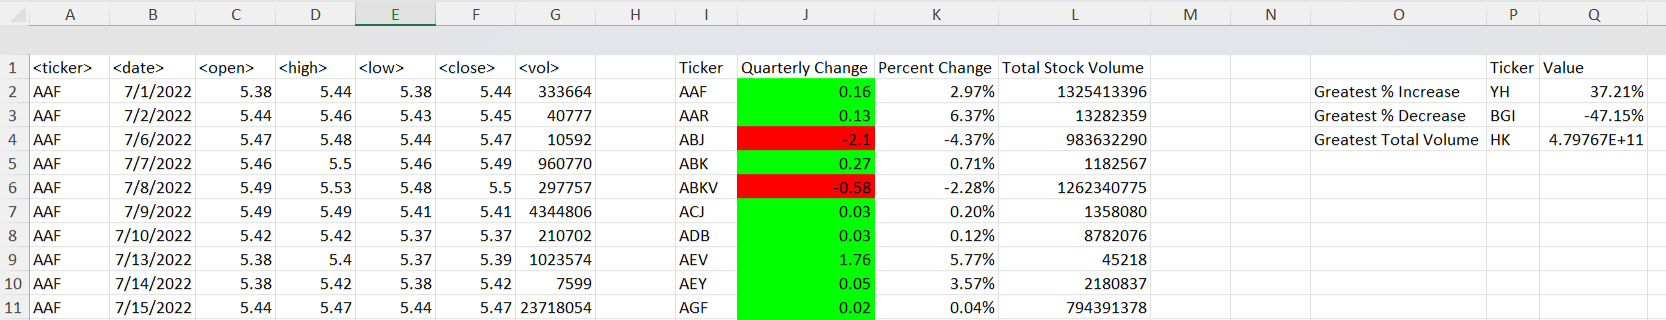 A B C D E F G H I J K L M N O P Q
1 <ticker> <date> <open> <high> <low> <close> <vol> Ticker Quarterly Change Percent Change Total Stock Volume Ticker Value
2 AAF 7/1/2022 5.38 5.44 5.38 5.44 333664 AAF 0.16 2.97% 1325413396 Greatest % Increase YH 37.21%
3 AAF 7/2/2022 5.44 5.46 5.43 5.45 40777 AAR 0.13 6.37% 13282359 Greatest % Decrease BGI -47.15%
4 AAF 7/6/2022 5.47 5.48 5.44 5.47 10592 ABJ -2.1 -4.37% 983632290 Greatest Total Volume HK 4.79767E+11
5 AAF 7/7/2022 5.46 5.5 5.46 5.49 960770 ABK 0.27 0.71% 1182567
6 AAF 7/8/2022 5.49 5.53 5.48 5.5 297757 ABKV -0.58 -2.28% 1262340775
7 AAF 7/9/2022 5.49 5.49 5.41 5.41 4344806 ACJ 0.03 0.20% 1358080
8 AAF 7/10/2022 5.42 5.42 5.37 5.37 210702 ADB 0.03 0.12% 8782076
9 AAF 7/13/2022 5.38 5.4 5.37 5.39 1023574 AEV 1.76 5.77% 45218
10 AAF 7/14/2022 5.38 5.42 5.38 5.42 7599 AEY 0.05 3.57% 2180837
11 AAF 7/15/2022 5.44 5.47 5.44 5.47 23718054 AGF 0.02 0.04% 794391378